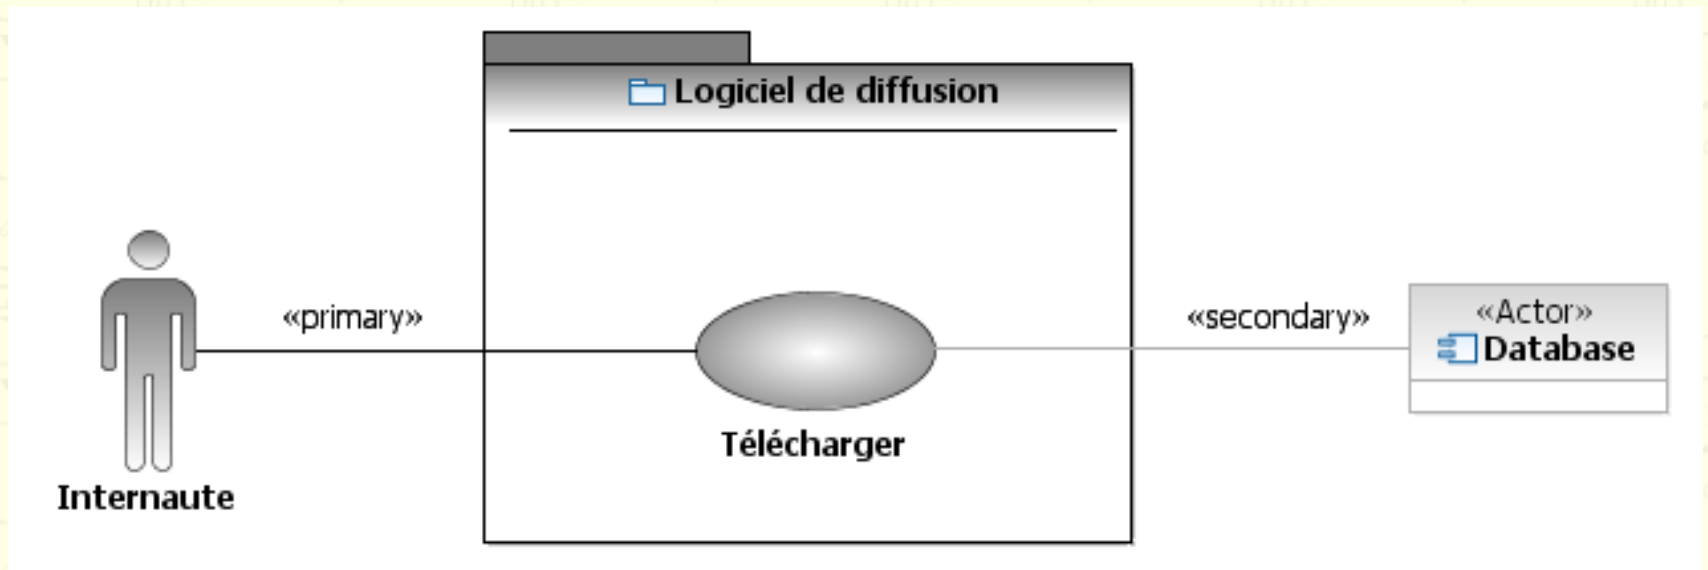 Logiciel de diffusion
«primary»
«secondary»
«Actor»
Database
Télécharger
Internaute